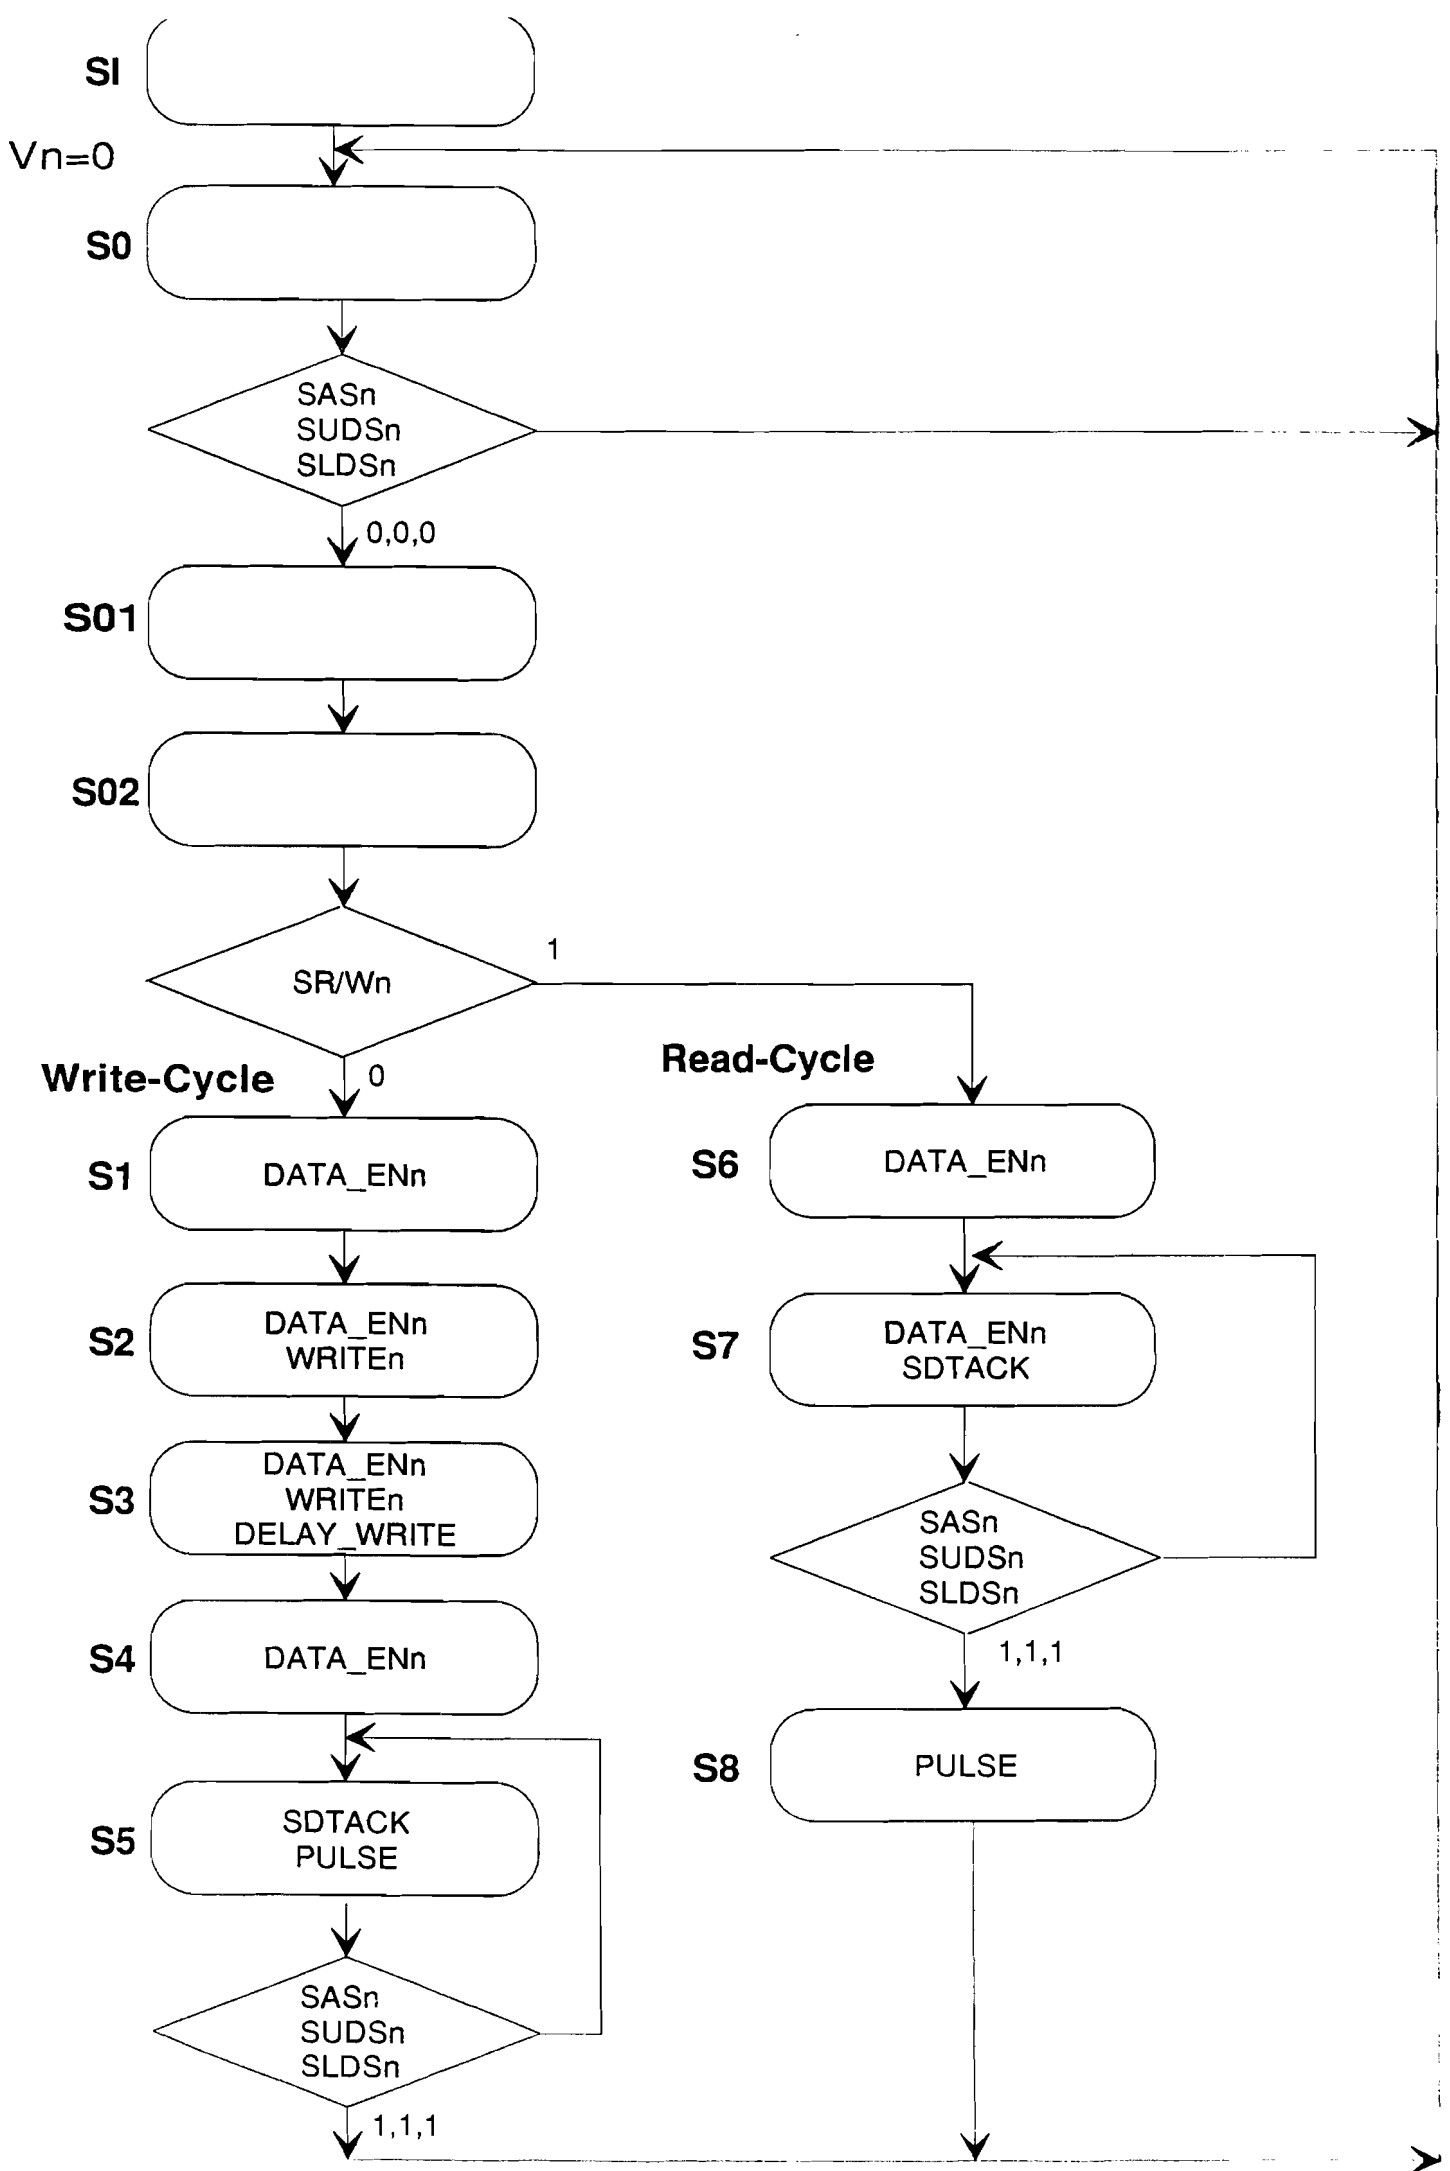 SI
Vn=0
S0
SASn
SUDSn
SLDSn
0,0,0
S01
S02
SR/Wn
1
0
Write-Cycle
Read-Cycle
S1
DATA_ENn
S2
DATA_ENn
WRITEn
S3
DATA_ENn
WRITEn
DELAY_WRITE
S4
DATA_ENn
S5
SDTACK
PULSE
SASn
SUDSn
SLDSn
1,1,1
S6
DATA_ENn
S7
DATA_ENn
SDTACK
SASn
SUDSn
SLDSn
1,1,1
S8
PULSE